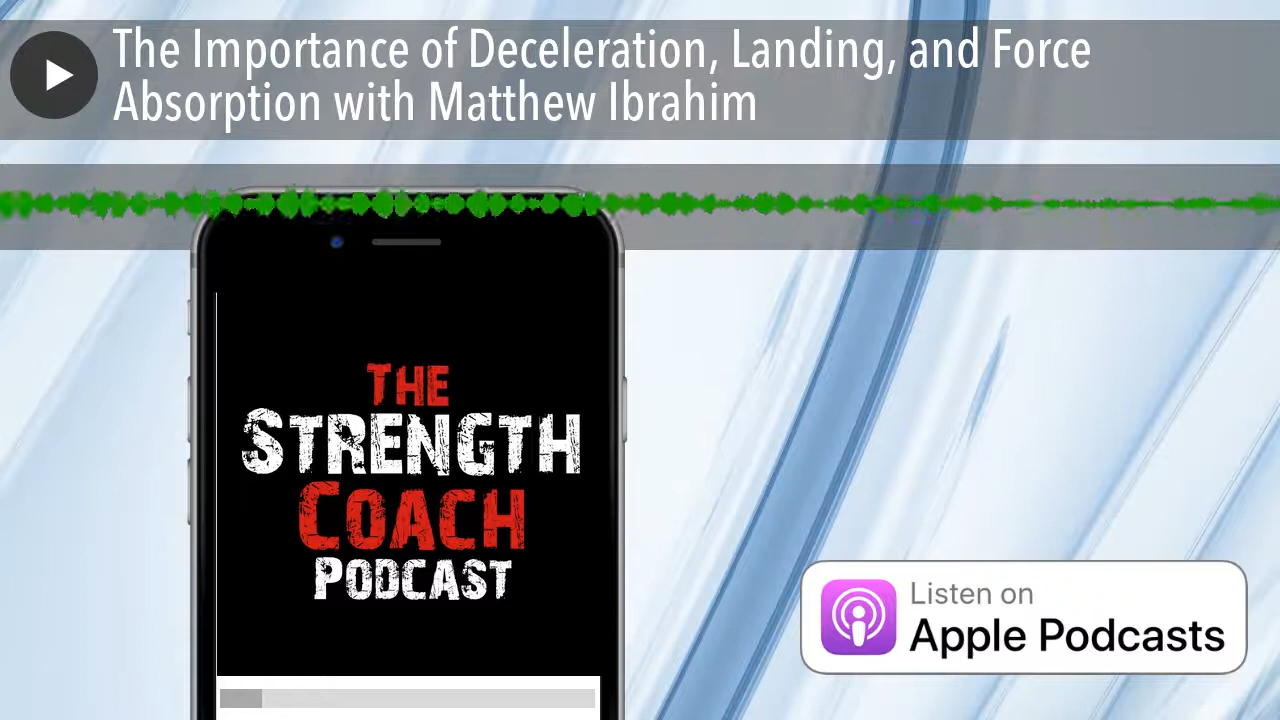 The Importance of Deceleration, Landing, and Force
Absorption with Matthew Ibrahim
THE
STRENGTH
COACH
PODCAST
Listen on
Apple Podcasts